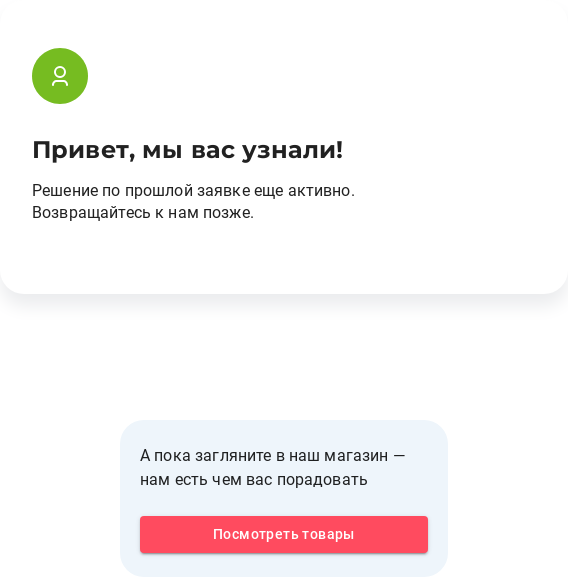 Привет, мы вас узнали!
Решение по прошлой заявке еще активно.
Возвращайтесь к нам позже.
А пока загляните в наш магазин —
нам есть чем вас порадовать
Посмотреть товары